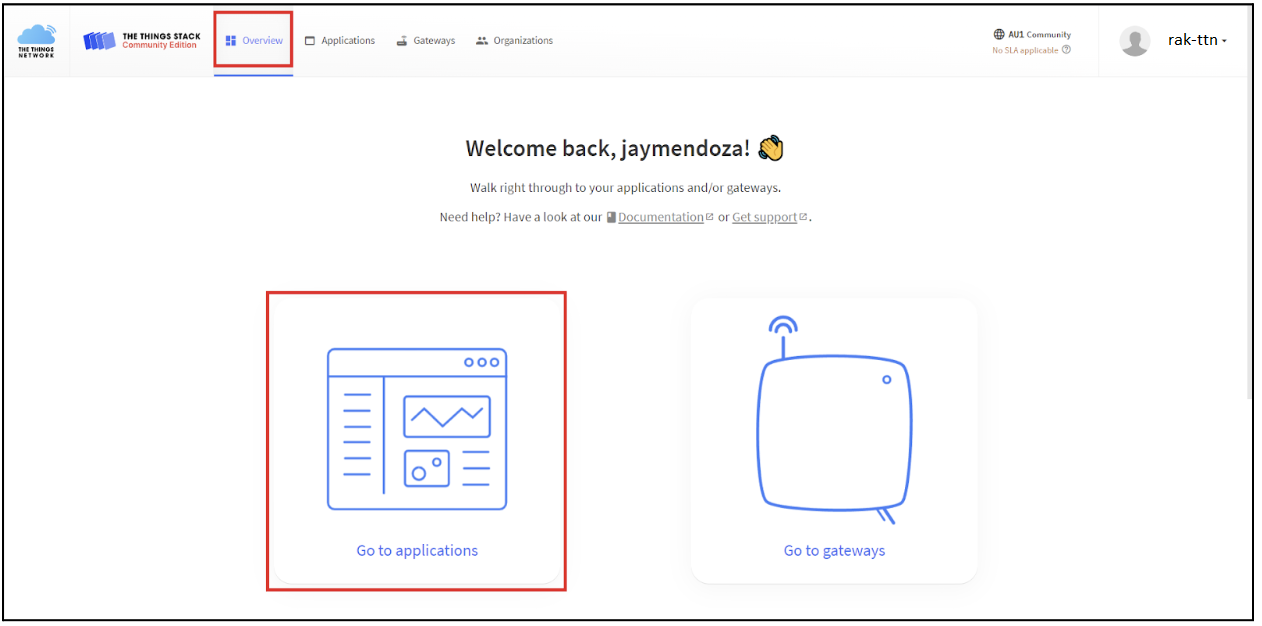 THE THINGS
NETWORK
THE THINGS STACK
Community Edition
Overview
Applications
Gateways
Organizations
AU1 Community
No SLA applicable
rak-ttn
Welcome back, jaymendoza! 👋
Walk right through to your applications and/or gateways.
Need help? Have a look at our Documentation or Get support.
Go to applications
Go to gateways